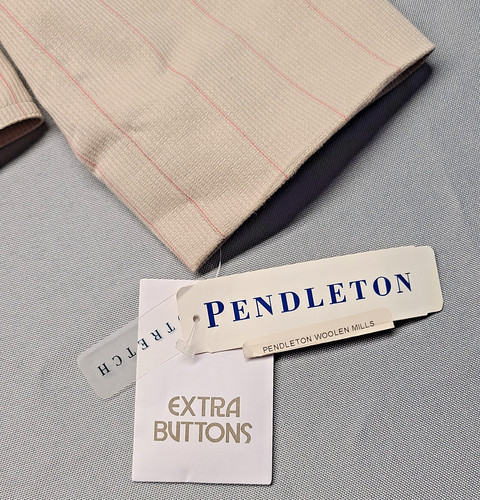 PENDLETON
PENDLETON WOOLEN MILLS
STRETCH
EXTRA
BUTTONS